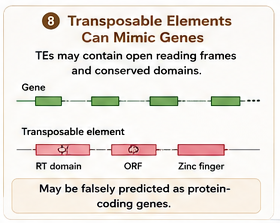 8 Transposable Elements
Can Mimic Genes
TEs may contain open reading frames
and conserved domains.
Gene
Transposable element
RT domain ORF Zinc finger
May be falsely predicted as protein-
coding genes.